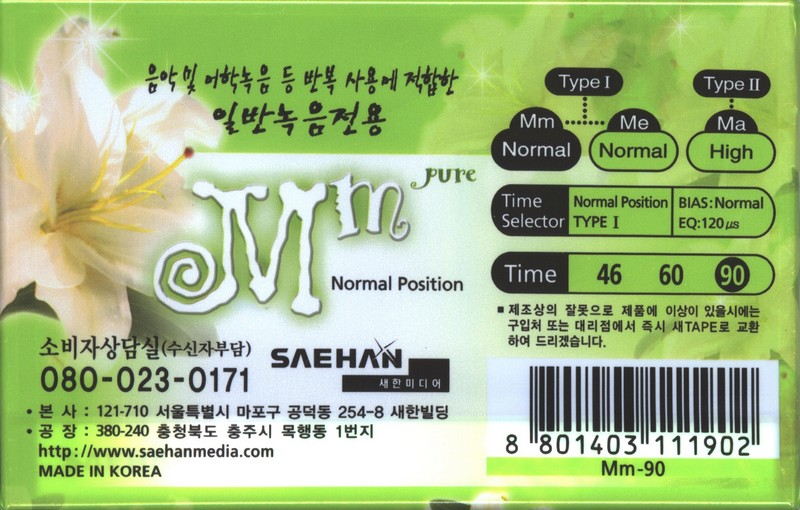 음악 및 어학녹음 등 반복 사용에 적합한
일반녹음전용
Mm pure
Normal Position
Type I
Type II
Mm
Normal
Me
Normal
Ma
High
Time Selector
Normal Position
TYPE I
BIAS:Normal
EQ:120㎲
Time 46 60 90
■ 제조상의 잘못으로 제품에 이상이 있을시에는
구입처 또는 대리점에서 즉시 새TAPE로 교환
하여 드리겠습니다.
소비자상담실(수신자부담)
080-023-0171
SAEHAN
새한미디어
• 본 사 : 121-710 서울특별시 마포구 공덕동 254-8 새한빌딩
• 공 장 : 380-240 충청북도 충주시 목행동 1번지
http://www.saehanmedia.com
MADE IN KOREA
8 801403 111902
Mm-90